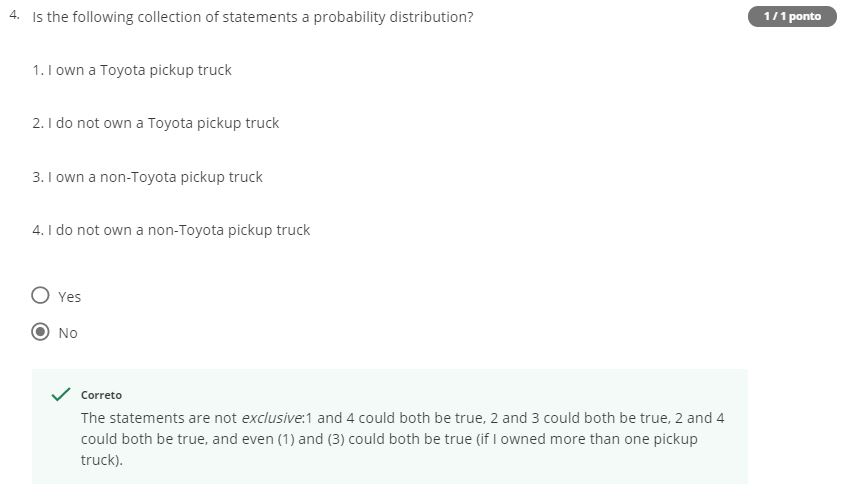 4. Is the following collection of statements a probability distribution?
1 / 1 ponto
1. I own a Toyota pickup truck
2. I do not own a Toyota pickup truck
3. I own a non-Toyota pickup truck
4. I do not own a non-Toyota pickup truck
Yes
No
Correto
The statements are not exclusive:1 and 4 could both be true, 2 and 3 could both be true, 2 and 4
could both be true, and even (1) and (3) could both be true (if I owned more than one pickup
truck).